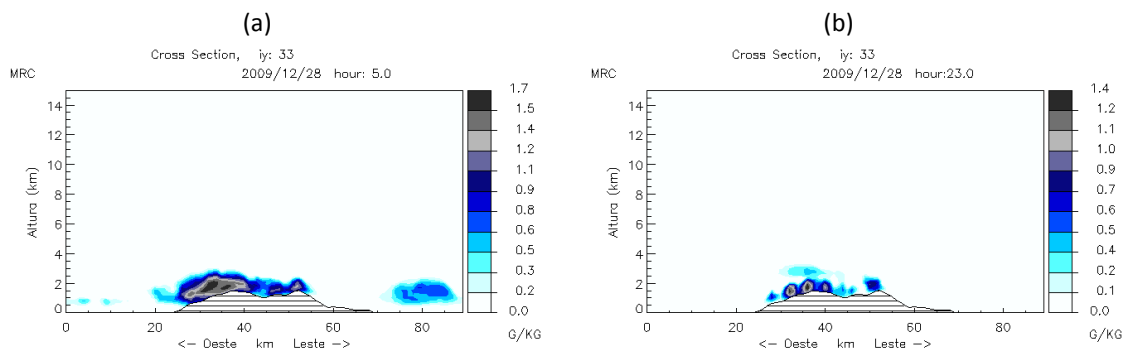 (a)
Cross Section, iy: 33
MRC 2009/12/28 hour: 5.0
14
12
10
8
6
4
2
0
Altura (km)
0 20 40 60 80
<- Oeste km Leste ->
1.7
1.5
1.4
1.2
1.1
0.9
0.8
0.6
0.5
0.3
0.2
0.0
G/KG
(b)
Cross Section, iy: 33
MRC 2009/12/28 hour:23.0
14
12
10
8
6
4
2
0
Altura (km)
0 20 40 60 80
<- Oeste km Leste ->
1.4
1.2
1.1
1.0
0.9
0.7
0.6
0.5
0.4
0.2
0.1
0.0
G/KG